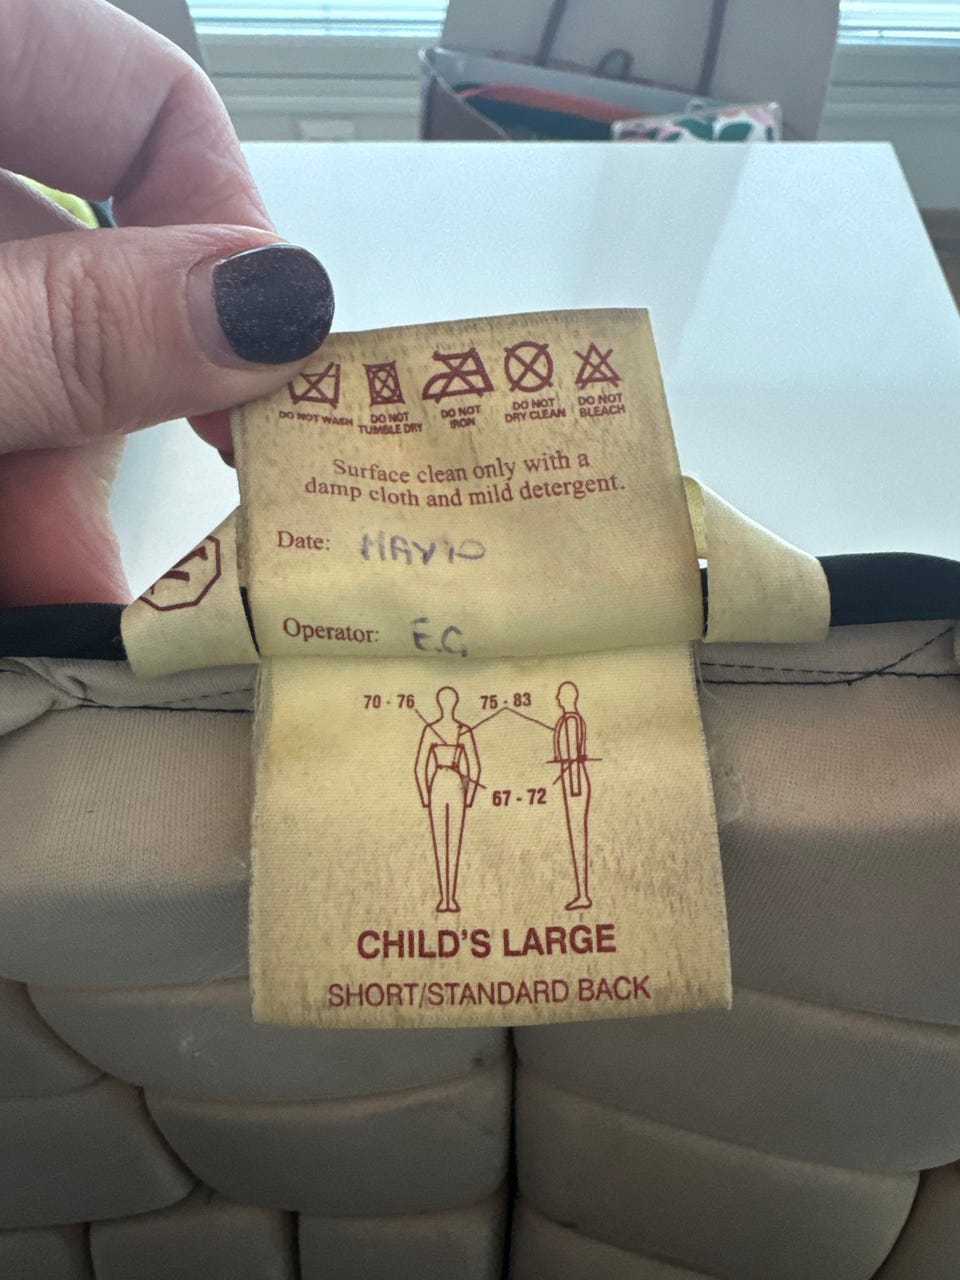 DO NOT WASH
DO NOT TUMBLE DRY
DO NOT IRON
DO NOT DRY CLEAN
DO NOT BLEACH
Surface clean only with a
damp cloth and mild detergent.
Date: MAY10
Operator: E.G
70 - 76
75 - 83
67 - 72
CHILD'S LARGE
SHORT/STANDARD BACK